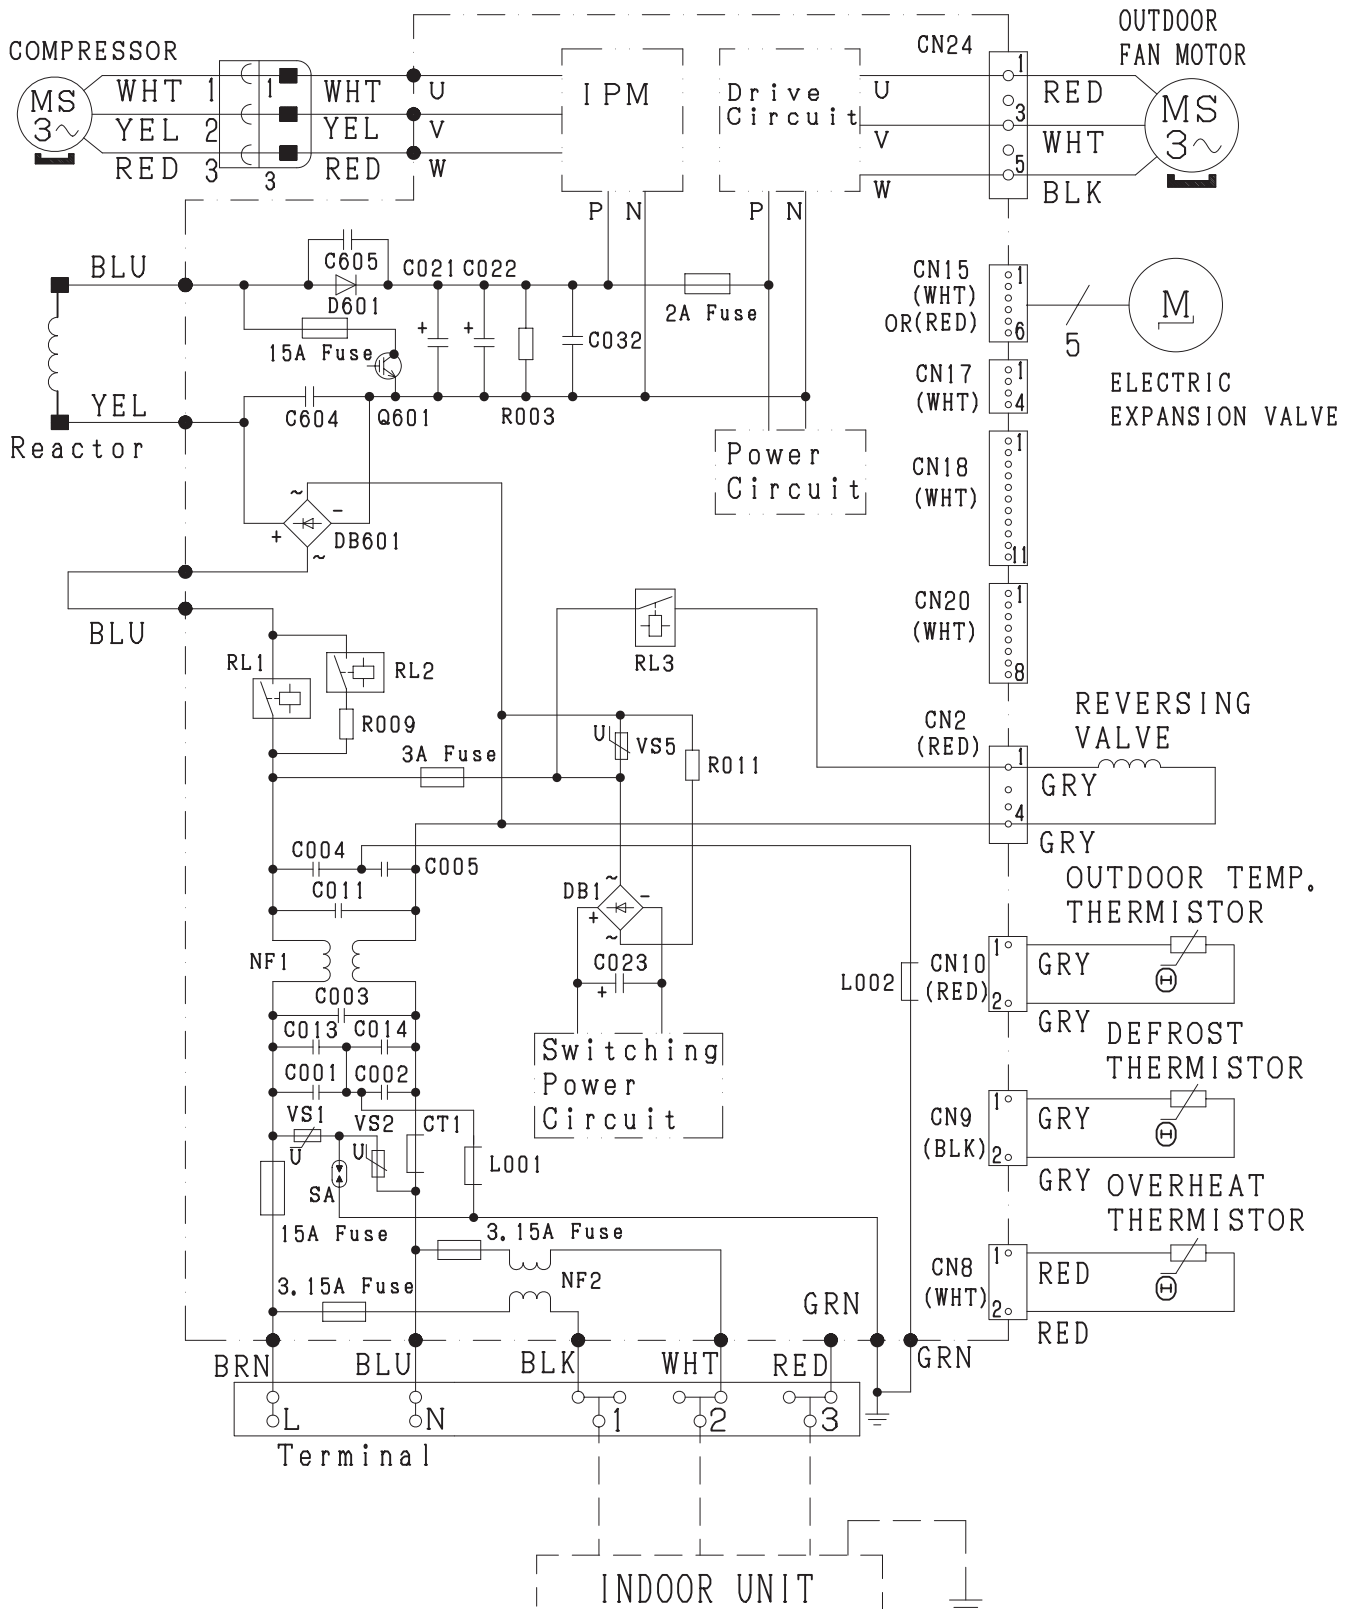 OUTDOOR
FAN MOTOR
CN24
COMPRESSOR
MS
3~
WHT
1
1
WHT
U
YEL
2
YEL
V
RED
3
3
RED
W
IPM
P
N
Drive
Circuit
P
N
U
V
W
1
3
5
RED
WHT
BLK
MS
3~
BLU
YEL
Reactor
C605
D601
15A Fuse
C021
C022
+
+
C032
2A Fuse
C604
Q601
R003
CN15
(WHT)
OR(RED)
1
6
5
M
ELECTRIC
EXPANSION VALVE
CN17
(WHT)
1
4
Power
Circuit
CN18
(WHT)
1
11
~
-
+
~
DB601
BLU
CN20
(WHT)
1
8
RL3
RL1
RL2
R009
3A Fuse
U
VS5
R011
CN2
(RED)
1
4
REVERSING
VALVE
GRY
GRY
C004
C005
C011
NF1
C003
C013
C014
C001
C002
VS1
U
VS2
U
CT1
SA
L001
15A Fuse
3.15A Fuse
3.15A Fuse
NF2
DB1
~
-
+
~
C023
+
Switching
Power
Circuit
L002
OUTDOOR TEMP.
THERMISTOR
CN10
(RED)
1
2
GRY
GRY
Θ
DEFROST
THERMISTOR
CN9
(BLK)
1
2
GRY
GRY
Θ
OVERHEAT
THERMISTOR
CN8
(WHT)
1
2
RED
RED
Θ
BRN
BLU
BLK
WHT
RED
GRN
GRN
L
N
1
2
3
Terminal
INDOOR UNIT